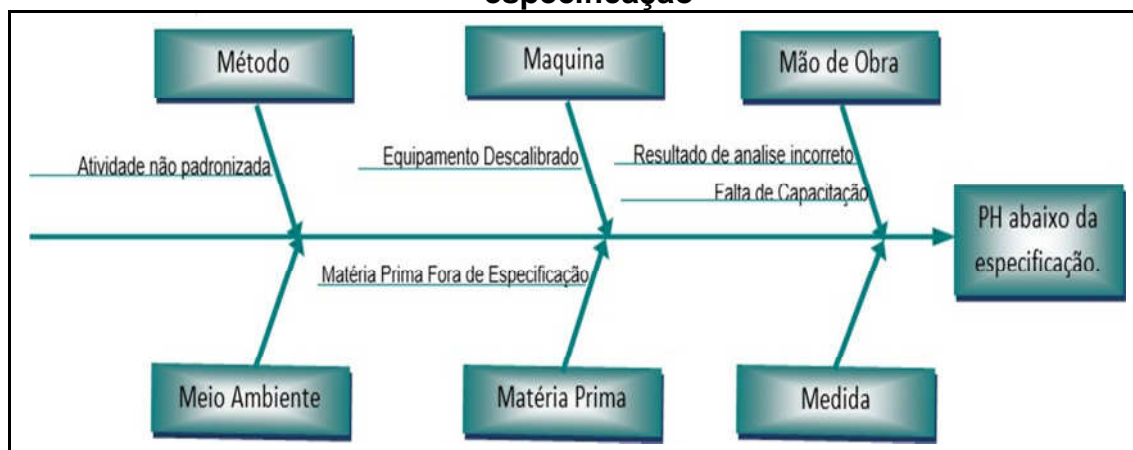 especificação
Método
Maquina
Mão de Obra
Atividade não padronizada
Equipamento Descalibrado
Resultado de analise incorreto
Falta de Capacitação
PH abaixo da
especificação.
Matéria Prima Fora de Especificação
Meio Ambiente
Matéria Prima
Medida